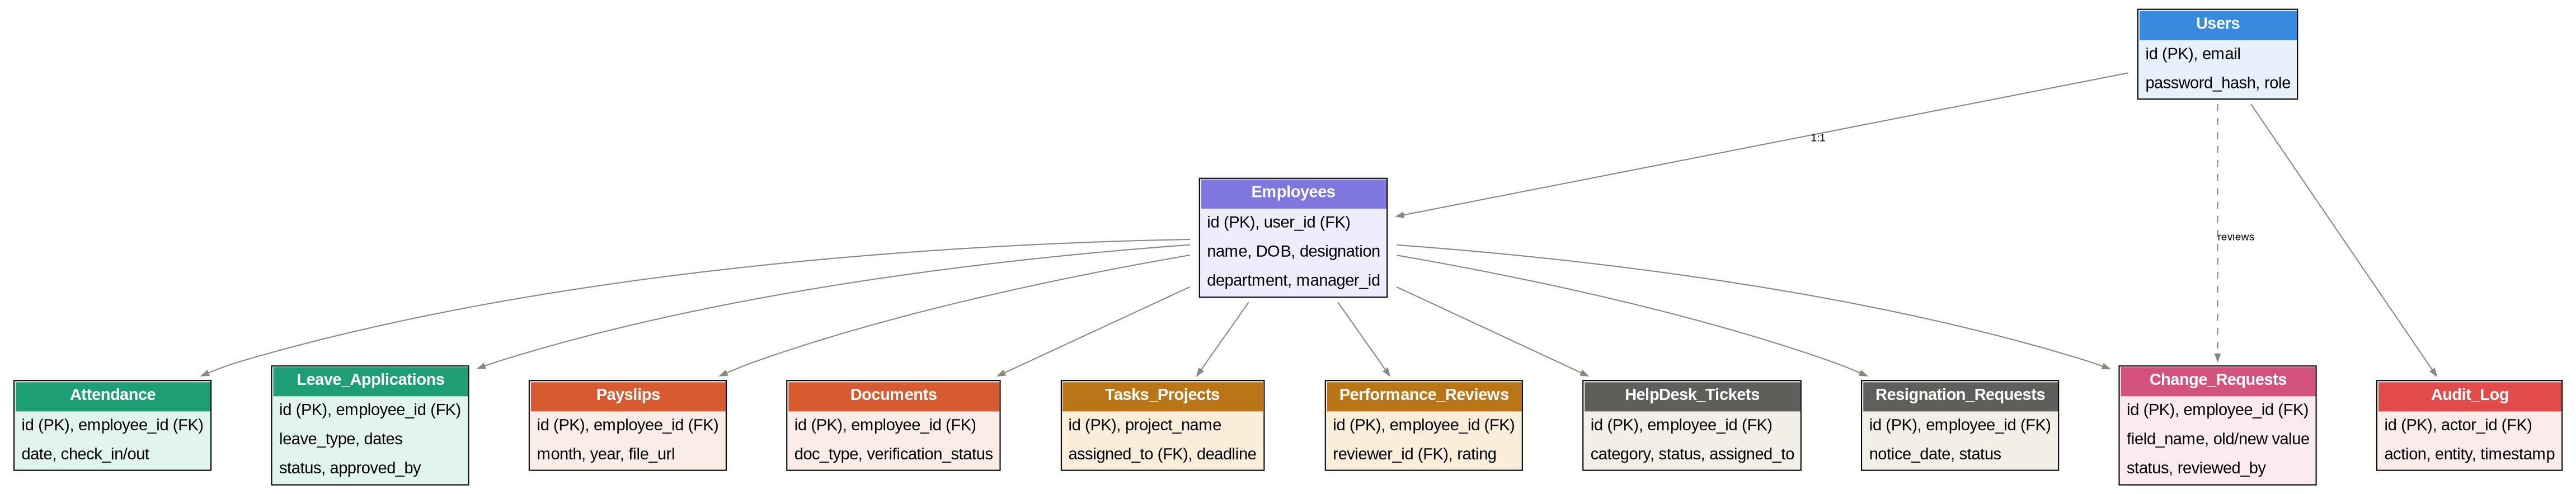 Users
id (PK), email
password_hash, role
1:1
Employees
id (PK), user_id (FK)
name, DOB, designation
department, manager_id
reviews
Attendance
id (PK), employee_id (FK)
date, check_in/out
Leave_Applications
id (PK), employee_id (FK)
leave_type, dates
status, approved_by
Payslips
id (PK), employee_id (FK)
month, year, file_url
Documents
id (PK), employee_id (FK)
doc_type, verification_status
Tasks_Projects
id (PK), project_name
assigned_to (FK), deadline
Performance_Reviews
id (PK), employee_id (FK)
reviewer_id (FK), rating
HelpDesk_Tickets
id (PK), employee_id (FK)
category, status, assigned_to
Resignation_Requests
id (PK), employee_id (FK)
notice_date, status
Change_Requests
id (PK), employee_id (FK)
field_name, old/new value
status, reviewed_by
Audit_Log
id (PK), actor_id (FK)
action, entity, timestamp